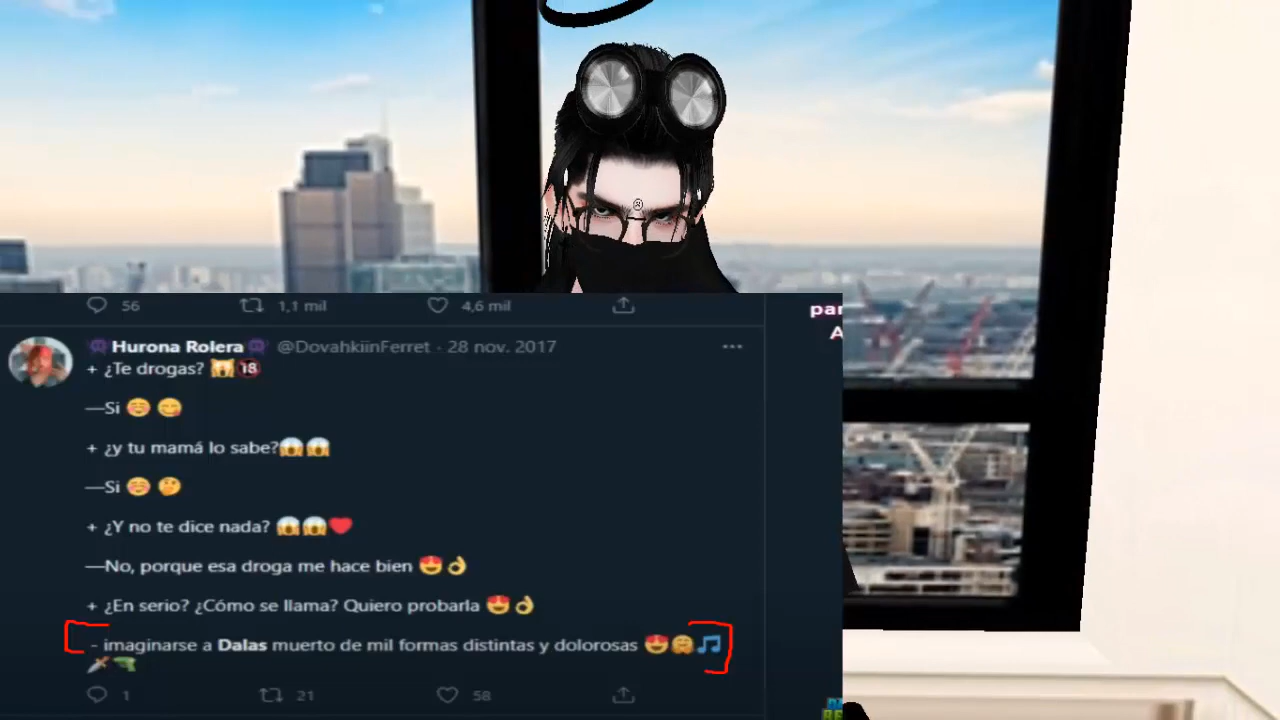 56 1,1 mil 4,6 mil
Hurona Rolera @DovahkiinFerret · 28 nov. 2017 ···
+ ¿Te drogas? 🙀🔞
—Si ☺️ 😋
+ ¿y tu mamá lo sabe?😱😱
—Si ☺️ 🤔
+ ¿Y no te dice nada? 😱😱❤️
—No, porque esa droga me hace bien 😍👌
+ ¿En serio? ¿Cómo se llama? Quiero probarla 😍👌
- imaginarse a Dalas muerto de mil formas distintas y dolorosas 😍🤗🎵
🗡️🔫
1 21 58
par
A